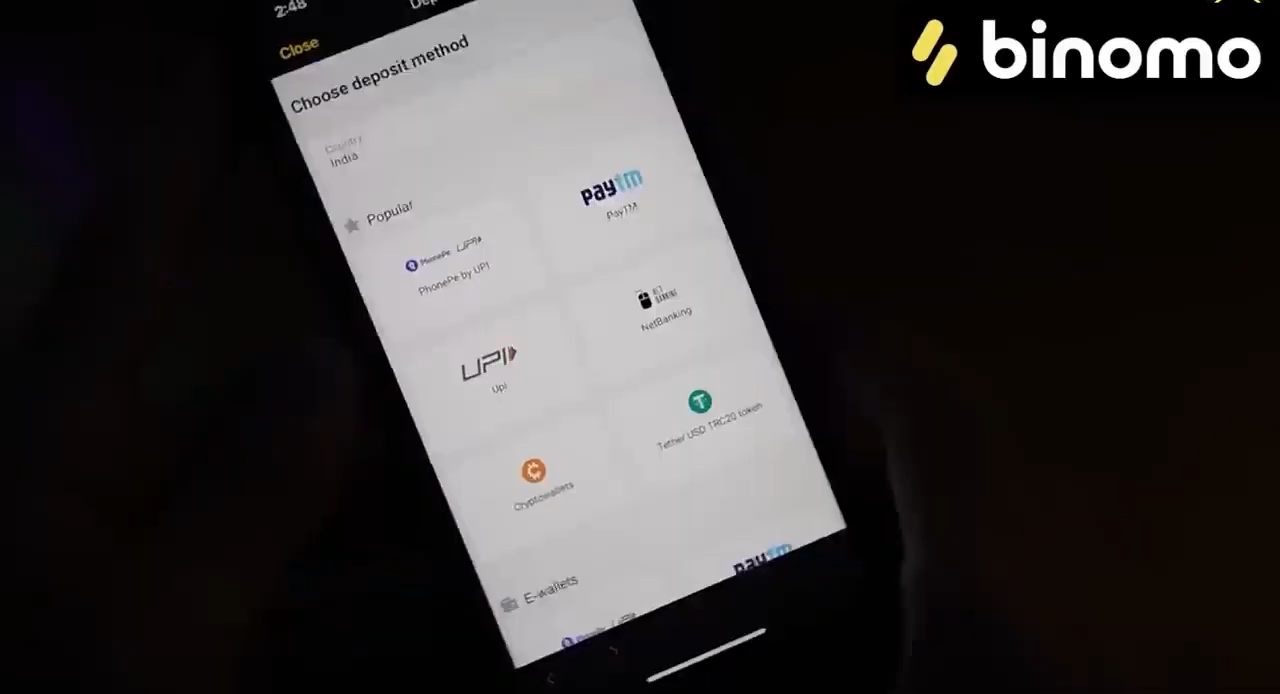 2:48
Close
Choose deposit method
Country
India
Popular
PhonePe UPI
PhonePe by UPI
paytm
PayTM
UPI
Upi
NetBanking
Cryptowallets
Tether USD TRC20 token
E-wallets
paytm
binomo